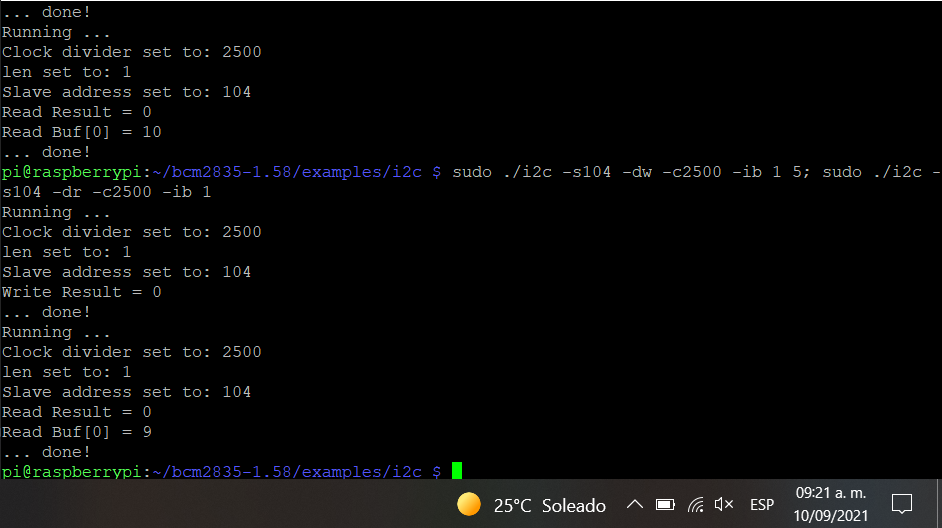 ... done!
Running ...
Clock divider set to: 2500
len set to: 1
Slave address set to: 104
Read Result = 0
Read Buf[0] = 10
... done!
pi@raspberrypi:~/bcm2835-1.58/examples/i2c $ sudo ./i2c -s104 -dw -c2500 -ib 1 5; sudo ./i2c -
s104 -dr -c2500 -ib 1
Running ...
Clock divider set to: 2500
len set to: 1
Slave address set to: 104
Write Result = 0
... done!
Running ...
Clock divider set to: 2500
len set to: 1
Slave address set to: 104
Read Result = 0
Read Buf[0] = 9
... done!
pi@raspberrypi:~/bcm2835-1.58/examples/i2c $
25°C Soleado
ESP
09:21 a. m.
10/09/2021